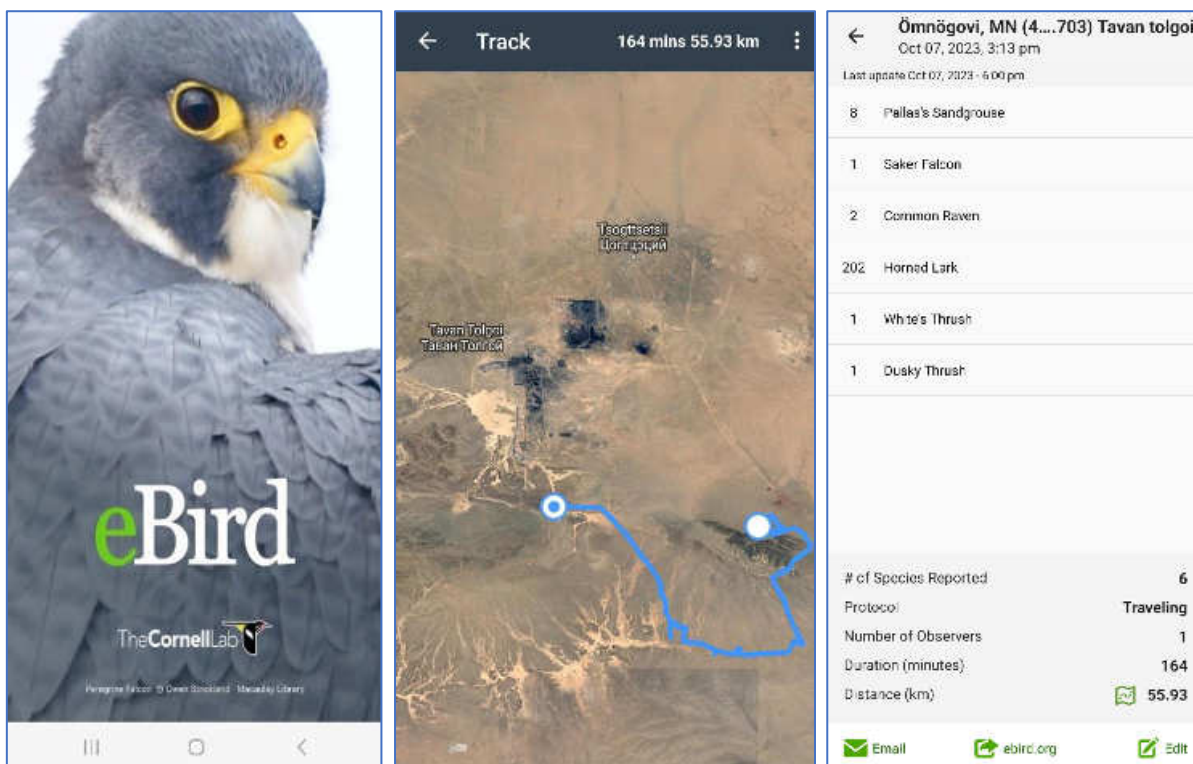 eBird
TheCornellLab
Peregrine Falcon © Owen Strickland Macaulay Library
Track
164 mins 55.93 km
Tsogttsetsii
Цогтцэций
Tavan Tolgoi
Таван Толгой
Ömnögovi, MN (4....703) Tavan tolgoi
Oct 07, 2023, 3:13 pm
Last update Oct 07, 2023 - 6:00 pm
8 Pallas's Sandgrouse
1 Saker Falcon
2 Common Raven
202 Horned Lark
1 White's Thrush
1 Dusky Thrush
# of Species Reported 6
Protocol Traveling
Number of Observers 1
Duration (minutes) 164
Distance (km) 55.93
Email
ebird.org
Edit